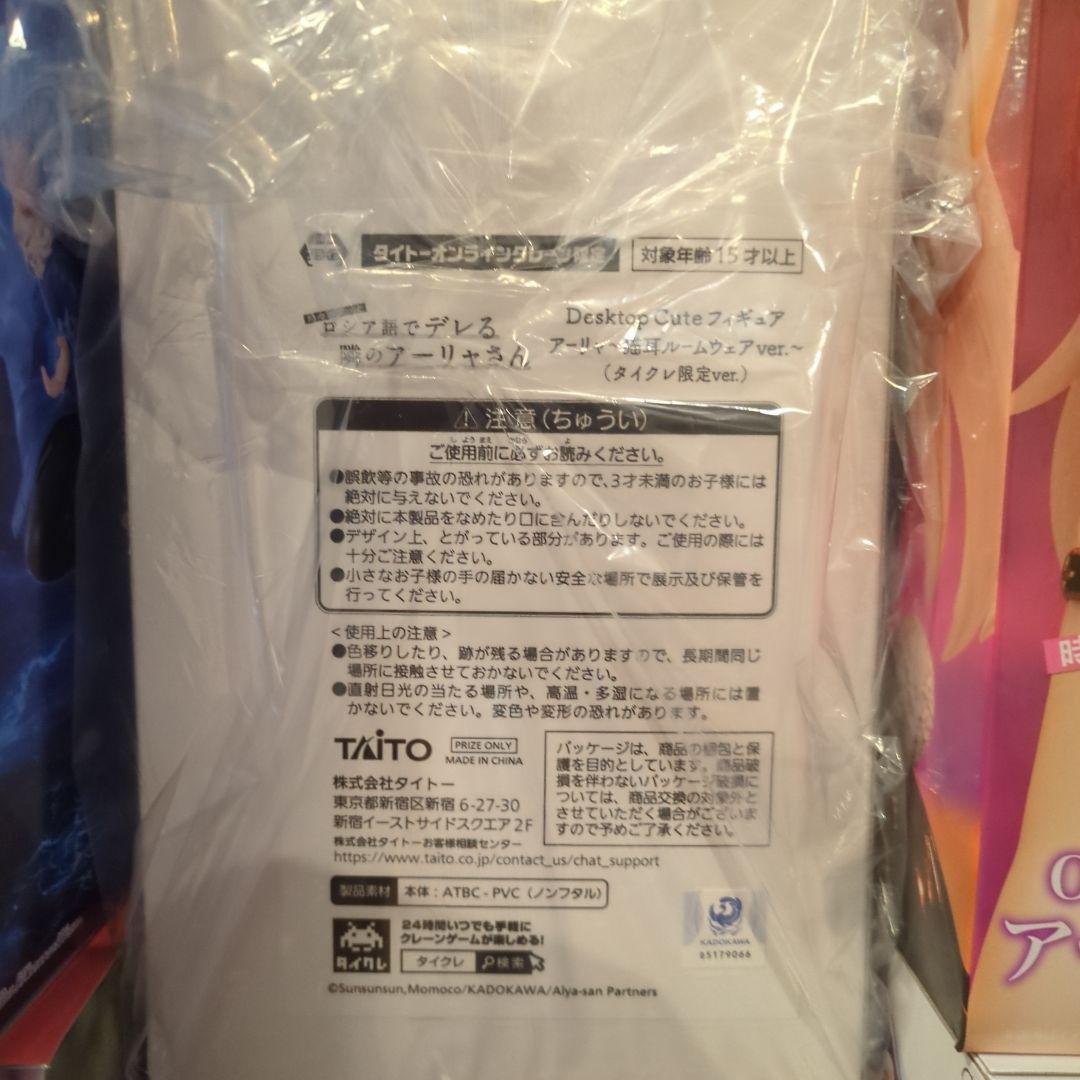 タイトーオンラインクレーン限定
対象年齢15才以上
ロシア語でデレる
隣のアーリャさん
Desktop Cute フィギュア
アーリャ~猫耳ルームウェアver.~
(タイクレ限定ver.)
注意(ちゅうい)
ご使用前に必ずお読みください。
●誤飲等の事故の恐れがありますので、3才未満のお子様には
絶対に与えないでください。
●絶対に本製品をなめたり口に含んだりしないでください。
●デザイン上、とがっている部分があります。ご使用の際には
十分ご注意ください。
●小さなお子様の手の届かない安全な場所で展示及び保管を
行ってください。
<使用上の注意>
●色移りしたり、跡が残る場合がありますので、長期間同じ
場所に接触させておかないでください。
●直射日光の当たる場所や、高温・多湿になる場所には置
かないでください。変色や変形の恐れがあります。
TAITO
PRIZE ONLY
MADE IN CHINA
株式会社タイトー
東京都新宿区新宿 6-27-30
新宿イーストサイドスクエア 2F
株式会社タイトーお客様相談センター
https://www.taito.co.jp/contact_us/chat_support
パッケージは、商品の梱包と保
護を目的としています。商品破
損を伴わないパッケージ破損に
ついては、商品交換の対象外と
させていただく場合がございま
すので予めご了承ください。
製品素材 本体:ATBC-PVC(ノンフタル)
タイクレ
24時間いつでも手軽に
クレーンゲームが楽しめる!
タイクレ 検索
KADOKAWA
85179066
©Sunsunsun,Momoco/KADOKAWA/Alya-san Partners
時
ア